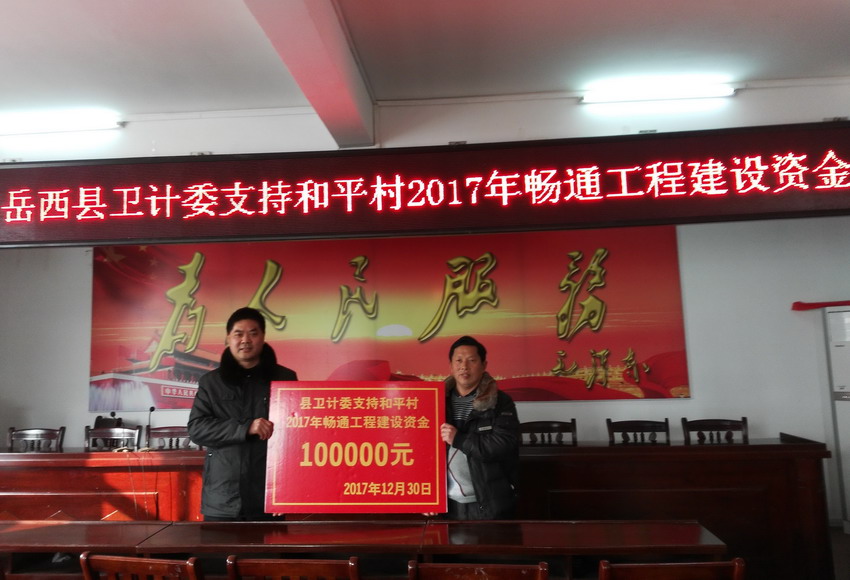 岳西县卫计委支持和平村2017年畅通工程建设资金
为人民服务
毛泽东
县卫计委支持和平村
2017年畅通工程建设资金
100000元
2017年12月30日